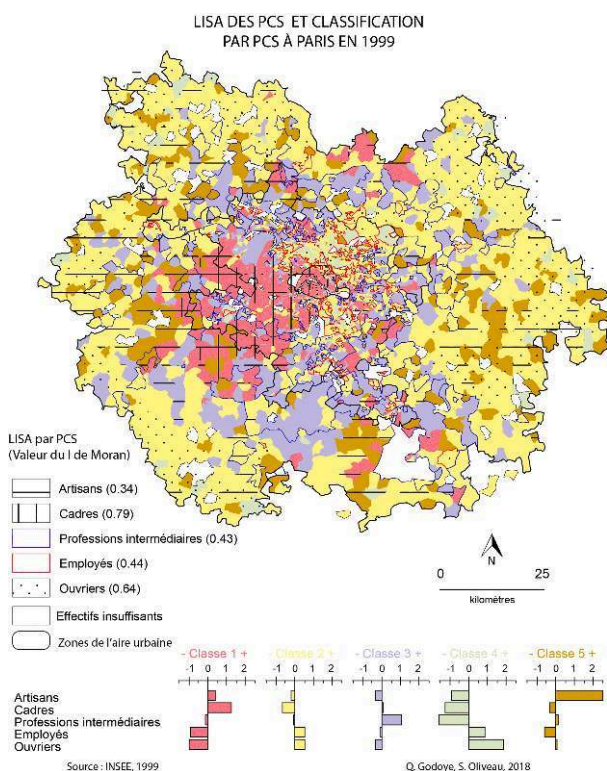 LISA DES PCS ET CLASSIFICATION
PAR PCS À PARIS EN 1999
LISA par PCS
(Valeur du I de Moran)
Artisans (0.34)
Cadres (0.79)
Professions intermédiaires (0.43)
Employés (0.44)
Ouvriers (0.64)
Effectifs insuffisants
Zones de l'aire urbaine
N
0 25
kilomètres
- Classe 1 + - Classe 2 + - Classe 3 + - Classe 4 + - Classe 5 +
-1 0 1 2 -1 0 1 2 -1 0 1 2 -1 0 1 2 -1 0 1 2
Artisans
Cadres
Professions intermédiaires
Employés
Ouvriers
Source : INSEE, 1999 Q. Godoye, S. Oliveau, 2018